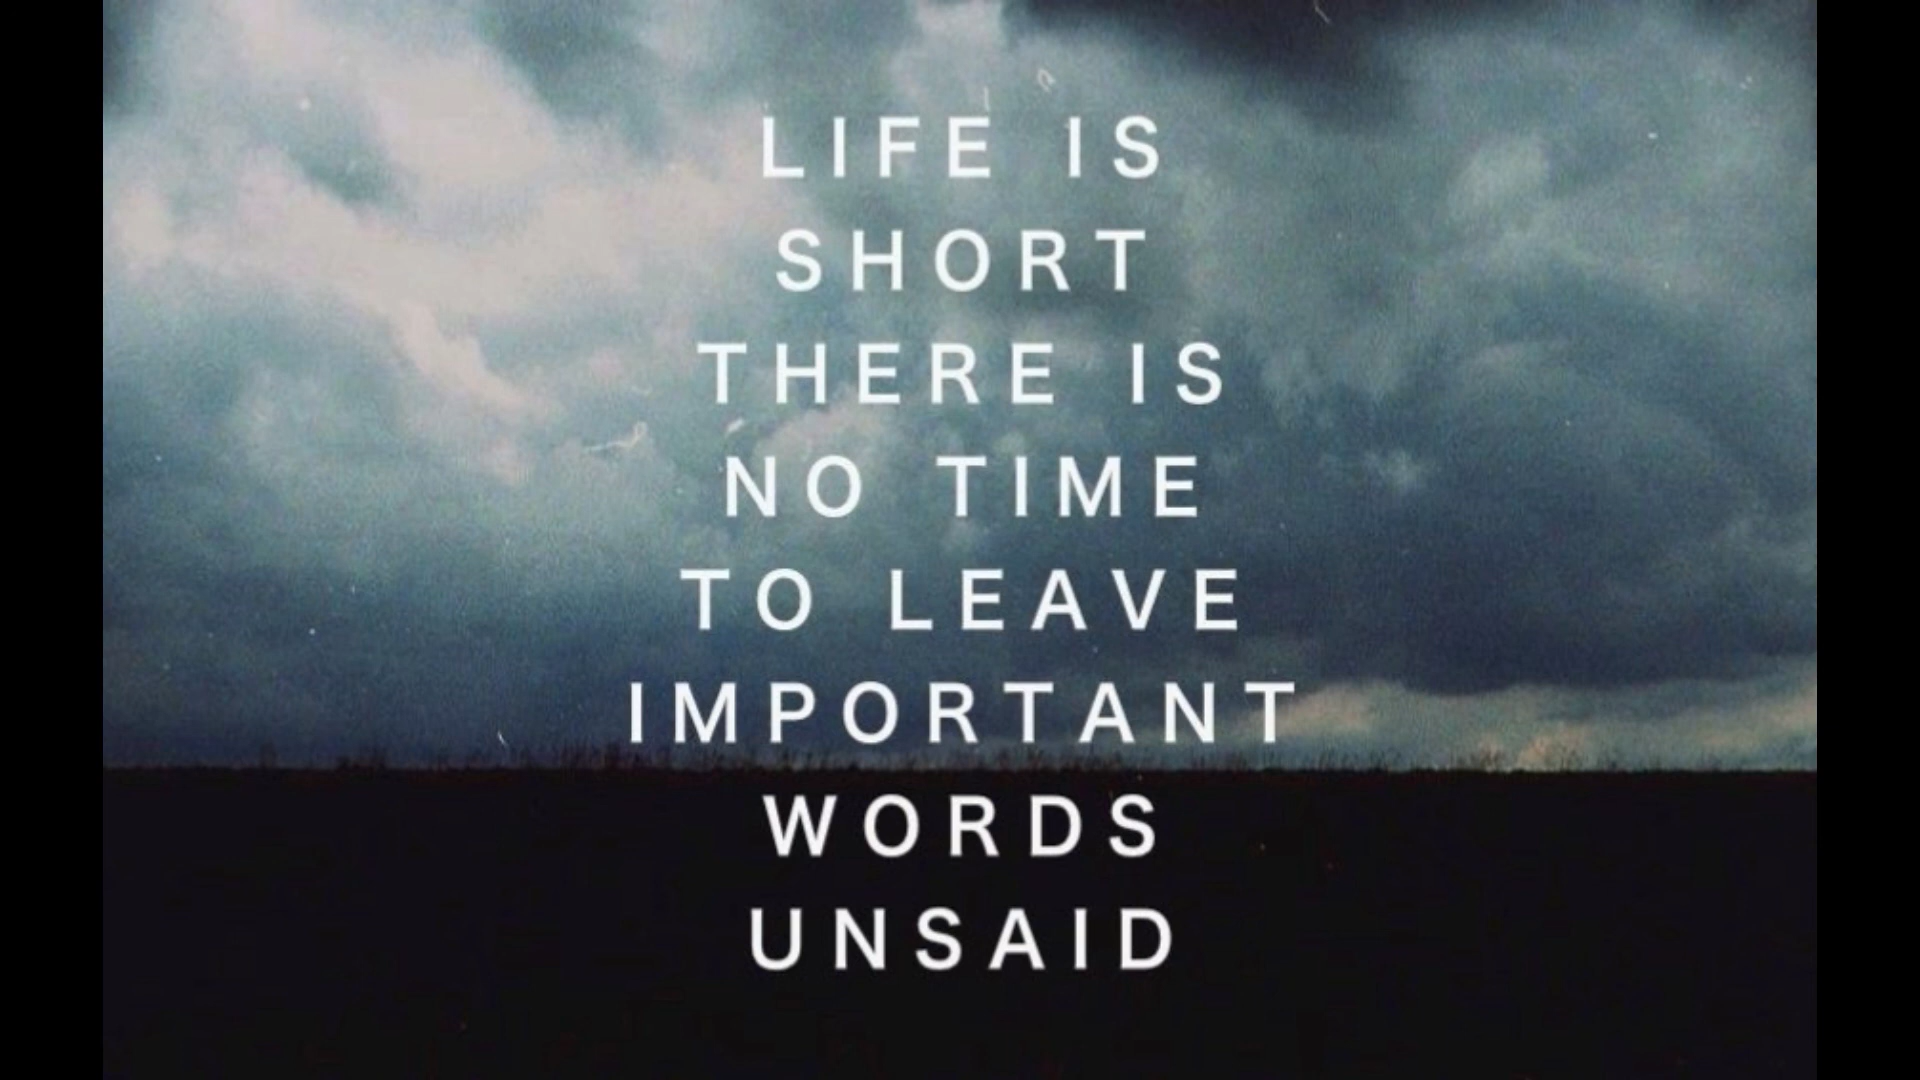 LIFE IS
SHORT
THERE IS
NO TIME
TO LEAVE
IMPORTANT
WORDS
UNSAID